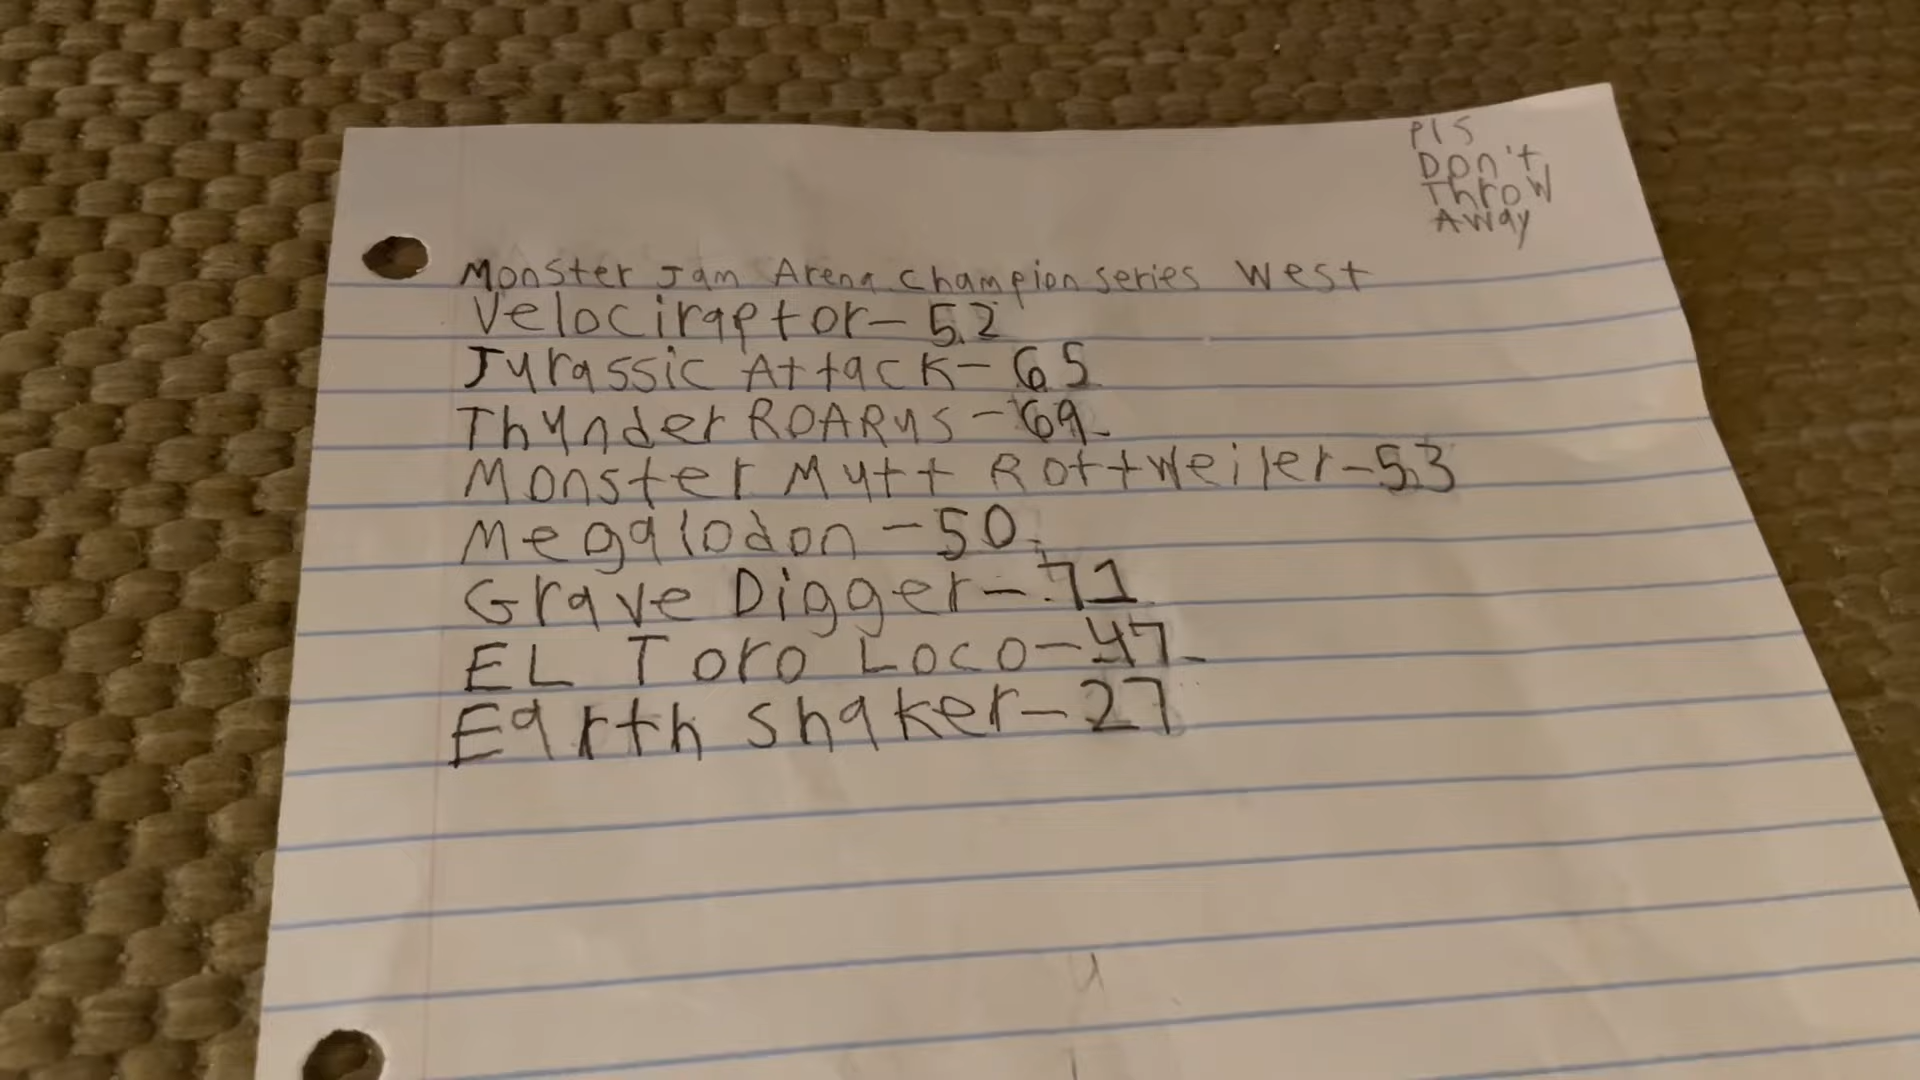 Pls
Don't
Throw
Away
Monster Jam Arena Champion series West
Velociraptor-52
Jurassic Attack-65
Thunder ROARus-69
Monster Mutt Rottweiler-53
Megalodon-50
Grave Digger-71
EL Toro Loco-47
Earth shaker-27